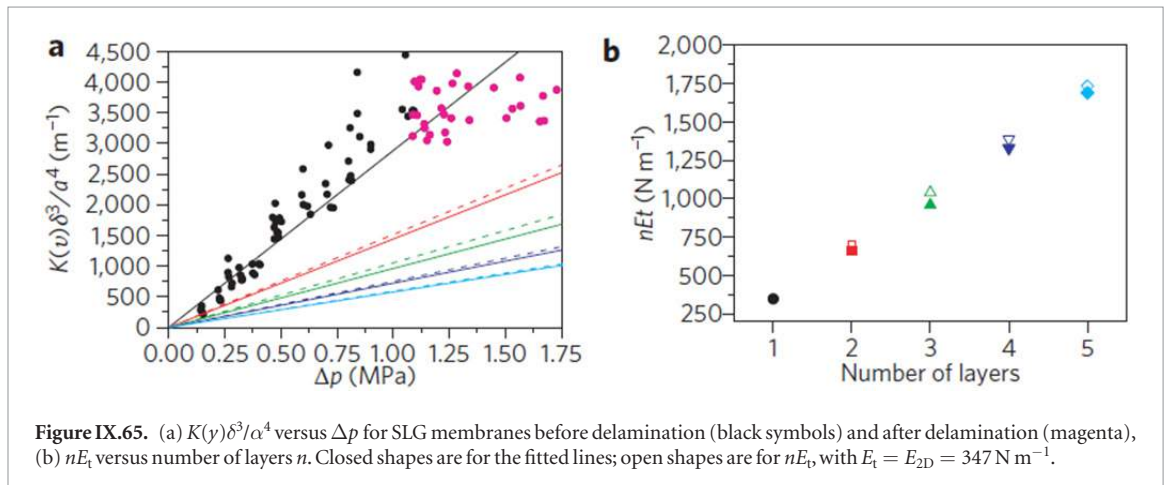 a
4,500
4,000
3,500
3,000
2,500
2,000
1,500
1,000
500
0
K(υ)δ³/a⁴ (m⁻¹)
0.00 0.25 0.50 0.75 1.00 1.25 1.50 1.75
Δp (MPa)
b
2,000
1,750
1,500
1,250
1,000
750
500
250
nEt (N m⁻¹)
1 2 3 4 5
Number of layers
Figure IX.65. (a) K(y)δ³/α⁴ versus Δp for SLG membranes before delamination (black symbols) and after delamination (magenta),
(b) nEₜ versus number of layers n. Closed shapes are for the fitted lines; open shapes are for nEₜ, with Eₜ = E₂D = 347 N m⁻¹.